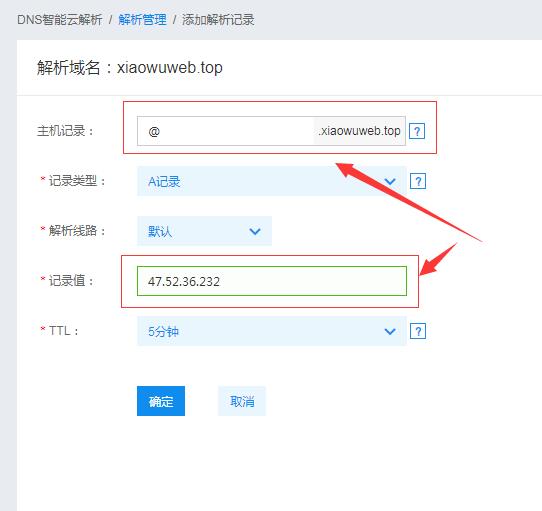 DNS智能云解析 / 解析管理 / 添加解析记录
解析域名：xiaowuweb.top
主机记录： @ .xiaowuweb.top ?
* 记录类型： A记录 ?
* 解析线路： 默认
* 记录值： 47.52.36.232
* TTL： 5分钟 ?
确定 取消